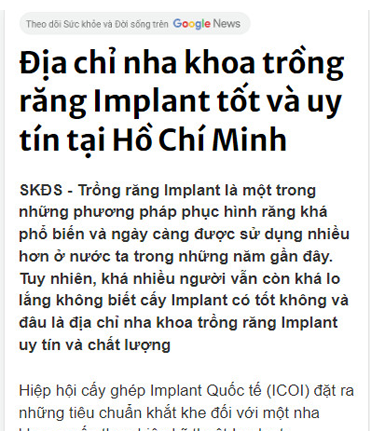 Theo dõi Sức khỏe và Đời sống trên Google News
Địa chỉ nha khoa trồng
răng Implant tốt và uy
tín tại Hồ Chí Minh
SKĐS - Trồng răng Implant là một trong
những phương pháp phục hình răng khá
phổ biến và ngày càng được sử dụng nhiều
hơn ở nước ta trong những năm gần đây.
Tuy nhiên, khá nhiều người vẫn còn khá lo
lắng không biết cấy Implant có tốt không và
đâu là địa chỉ nha khoa trồng răng Implant
uy tín và chất lượng
Hiệp hội cấy ghép Implant Quốc tế (ICOI) đặt ra
những tiêu chuẩn khắt khe đối với một nha